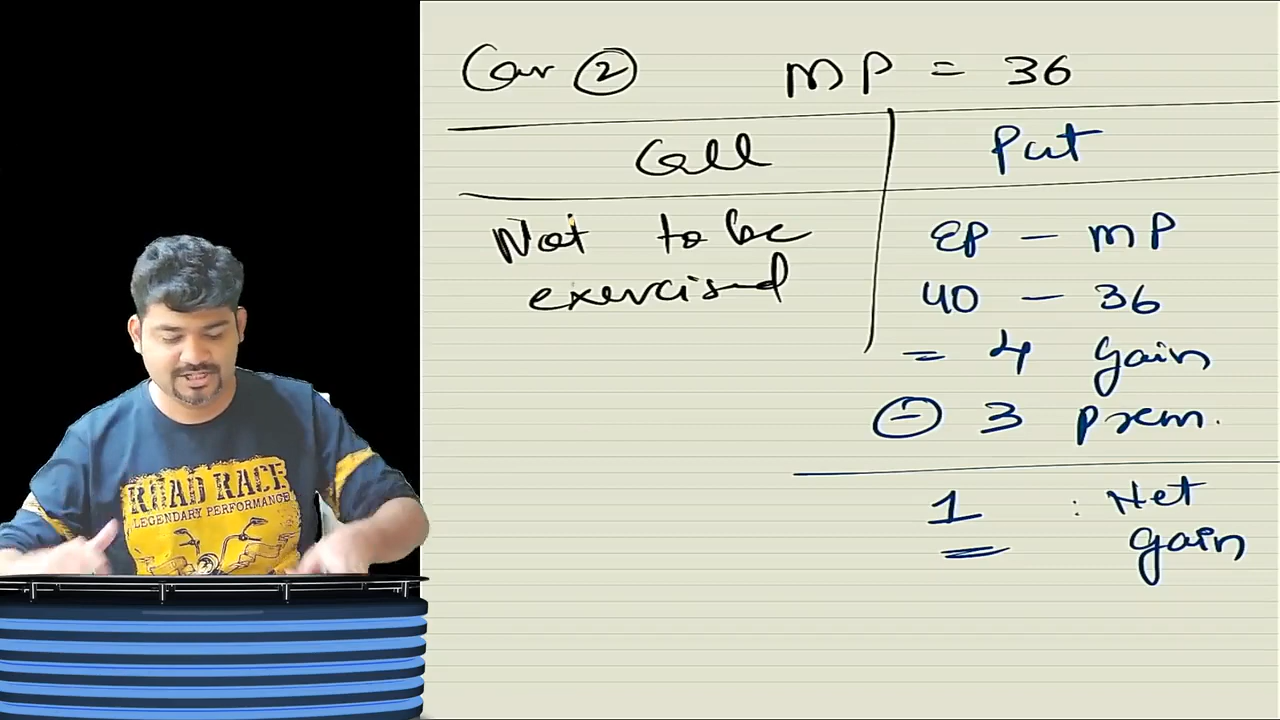 Case ② MP = 36
Call
Put
Not to be
exercised
EP - MP
40 - 36
= 4 gain
⊖ 3 prem.
1 : Net
gain
ROAD RACE
LEGENDARY PERFORMANCE